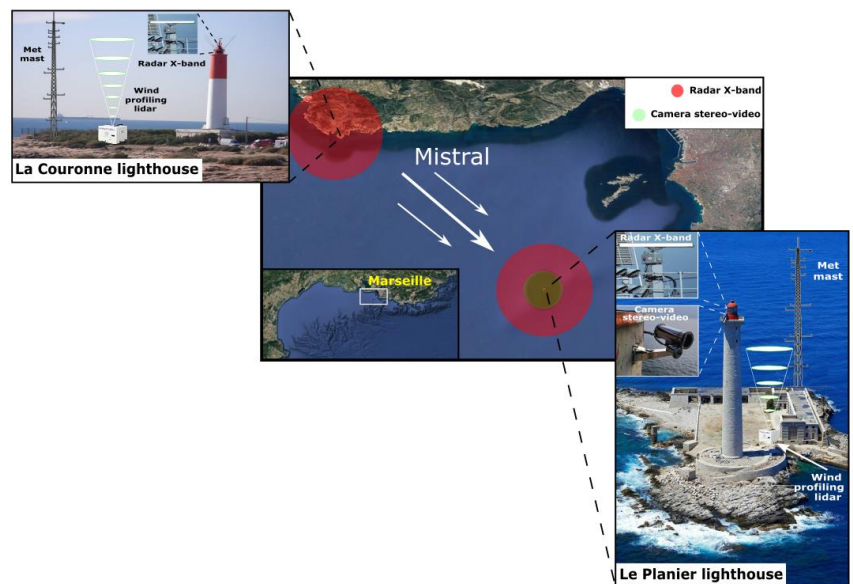 Met
mast
Radar X-band
Wind
profiling
lidar
La Couronne lighthouse
Radar X-band
Camera stereo-video
Mistral
Marseille
Radar X-band
Met
mast
Camera
stereo-video
Wind
profiling
lidar
Le Planier lighthouse